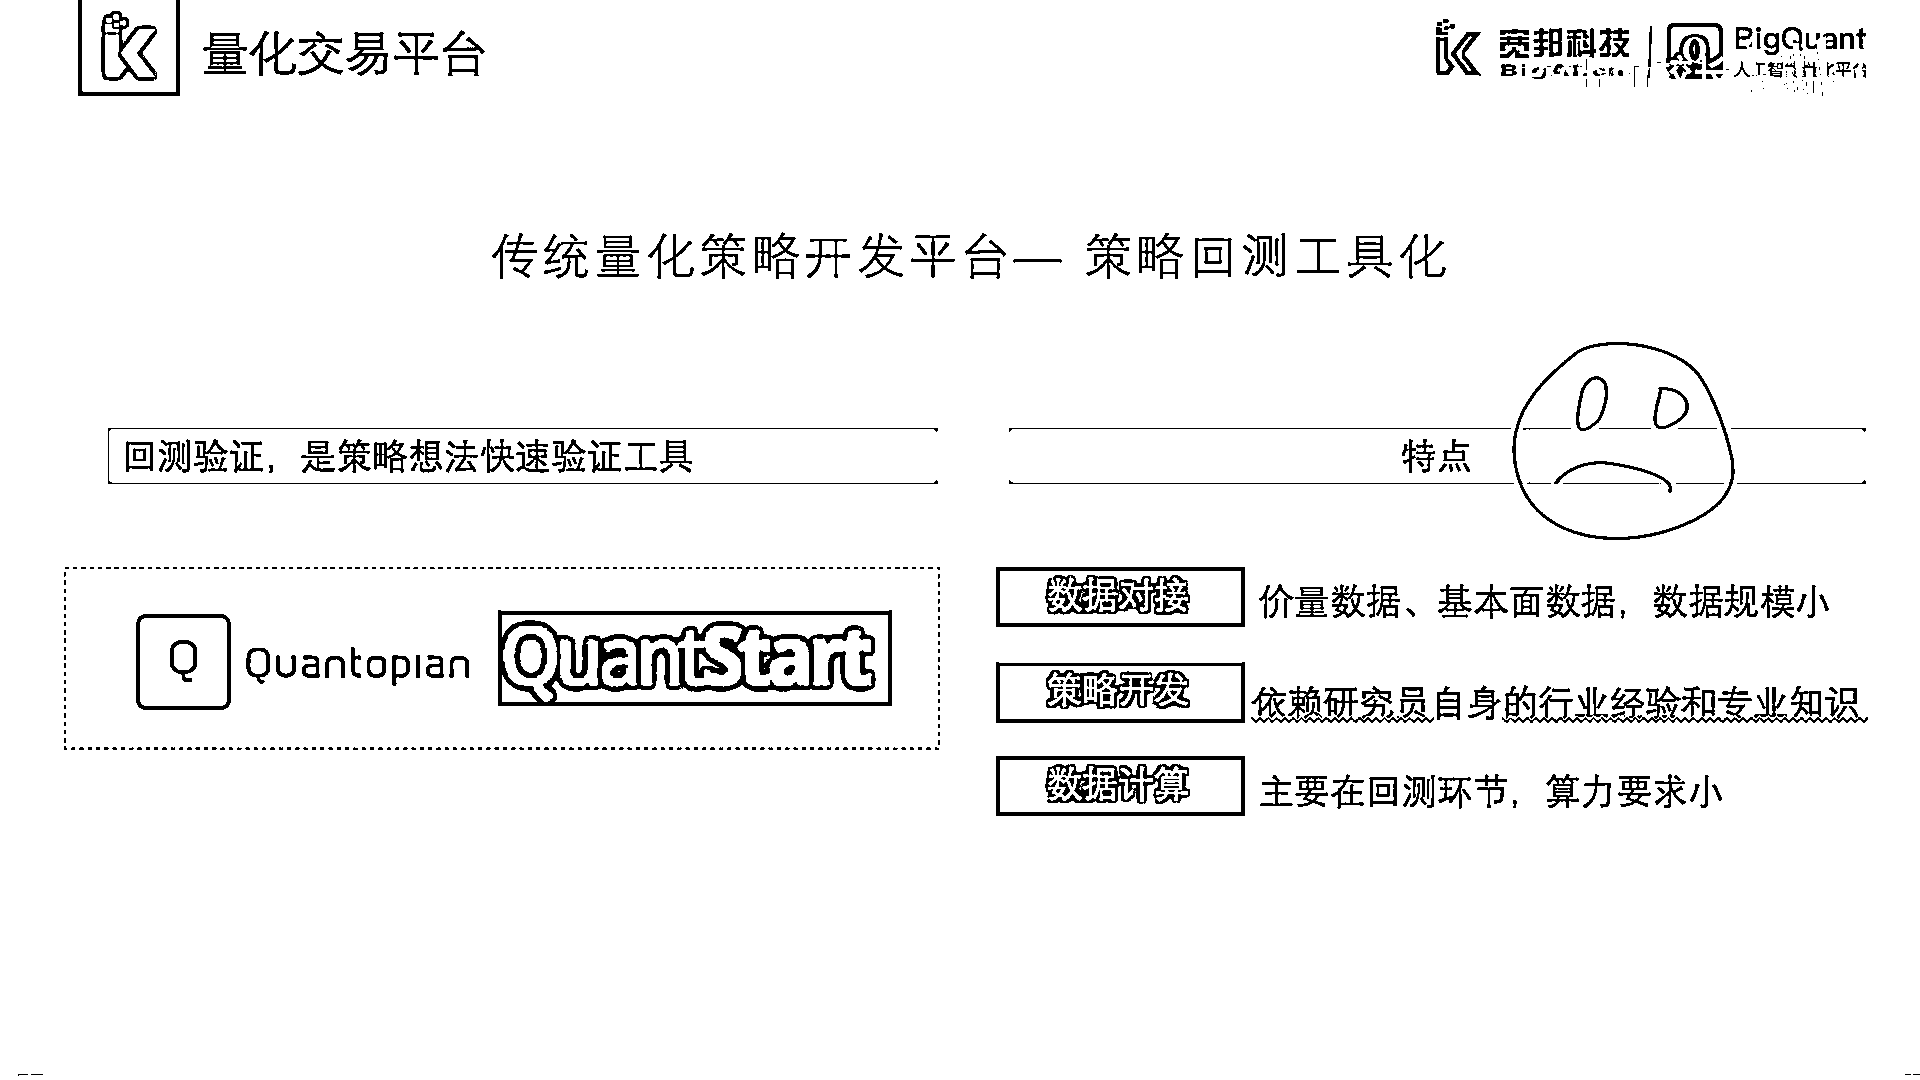 量化交易平台
宽邦科技
BigQuant
人工智能量化平台
传统量化策略开发平台— 策略回测工具化
回测验证，是策略想法快速验证工具
特点
Q Quantopian
QuantStart
数据对接 价量数据、基本面数据，数据规模小
策略开发 依赖研究员自身的行业经验和专业知识
数据计算 主要在回测环节，算力要求小